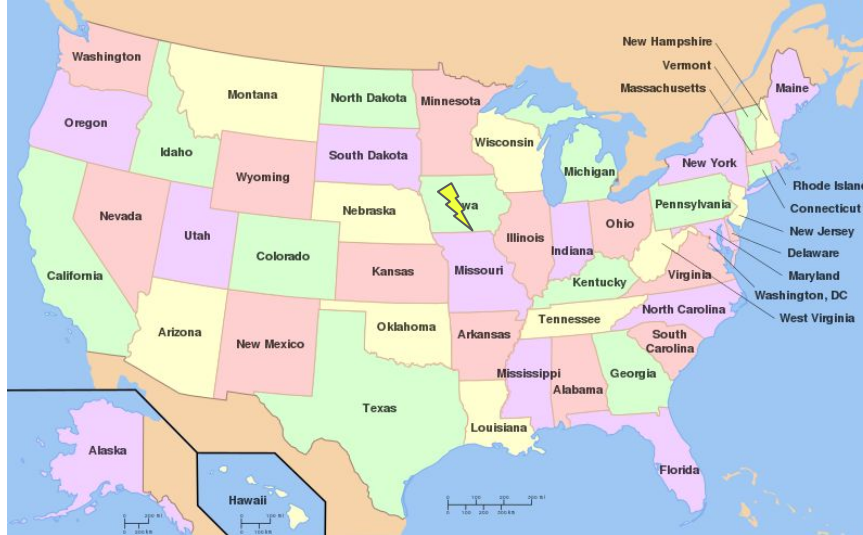 New Hampshire
Vermont
Massachusetts
Washington
Montana
North Dakota
Minnesota
Maine
Oregon
Idaho
Wisconsin
South Dakota
Michigan
New York
Wyoming
Rhode Island
Iowa
Pennsylvania
Connecticut
Nebraska
Nevada
Utah
Illinois
Indiana
Ohio
New Jersey
Colorado
Delaware
California
Kansas
Missouri
Virginia
Maryland
Kentucky
Washington, DC
North Carolina
West Virginia
Arizona
Oklahoma
Tennessee
New Mexico
Arkansas
South
Carolina
Mississippi
Alabama
Georgia
Texas
Louisiana
Alaska
Florida
Hawaii